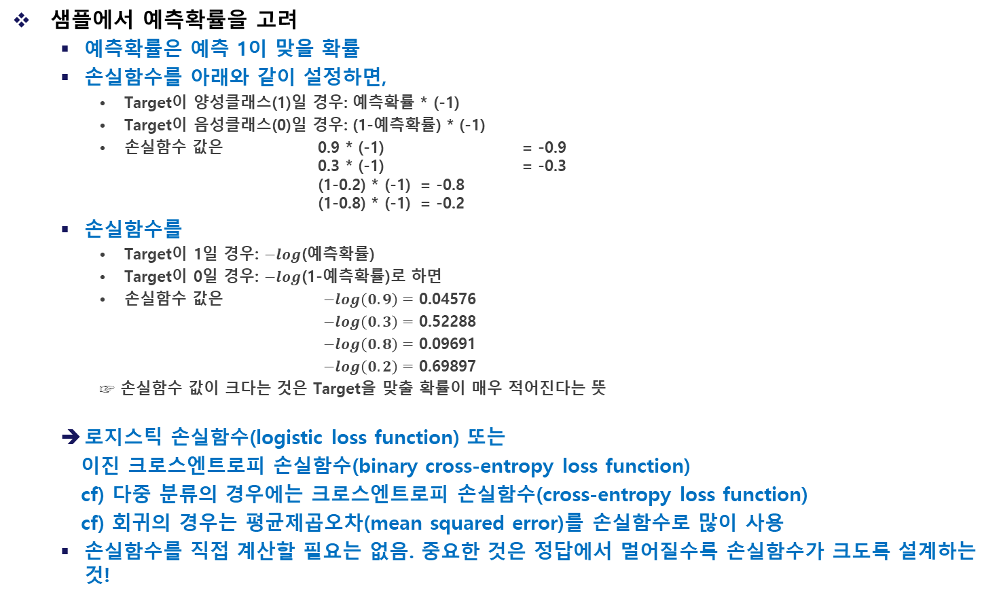 ❖ 샘플에서 예측확률을 고려
▪ 예측확률은 예측 1이 맞을 확률
▪ 손실함수를 아래와 같이 설정하면,
• Target이 양성클래스(1)일 경우: 예측확률 * (-1)
• Target이 음성클래스(0)일 경우: (1-예측확률) * (-1)
• 손실함수 값은 0.9 * (-1) = -0.9
0.3 * (-1) = -0.3
(1-0.2) * (-1) = -0.8
(1-0.8) * (-1) = -0.2
▪ 손실함수를
• Target이 1일 경우: −log(예측확률)
• Target이 0일 경우: −log(1-예측확률)로 하면
• 손실함수 값은 −log(0.9) = 0.04576
−log(0.3) = 0.52288
−log(0.8) = 0.09691
−log(0.2) = 0.69897
☞ 손실함수 값이 크다는 것은 Target을 맞출 확률이 매우 적어진다는 뜻
➔ 로지스틱 손실함수(logistic loss function) 또는
이진 크로스엔트로피 손실함수(binary cross-entropy loss function)
cf) 다중 분류의 경우에는 크로스엔트로피 손실함수(cross-entropy loss function)
cf) 회귀의 경우는 평균제곱오차(mean squared error)를 손실함수로 많이 사용
▪ 손실함수를 직접 계산할 필요는 없음. 중요한 것은 정답에서 멀어질수록 손실함수가 크도록 설계하는
것!